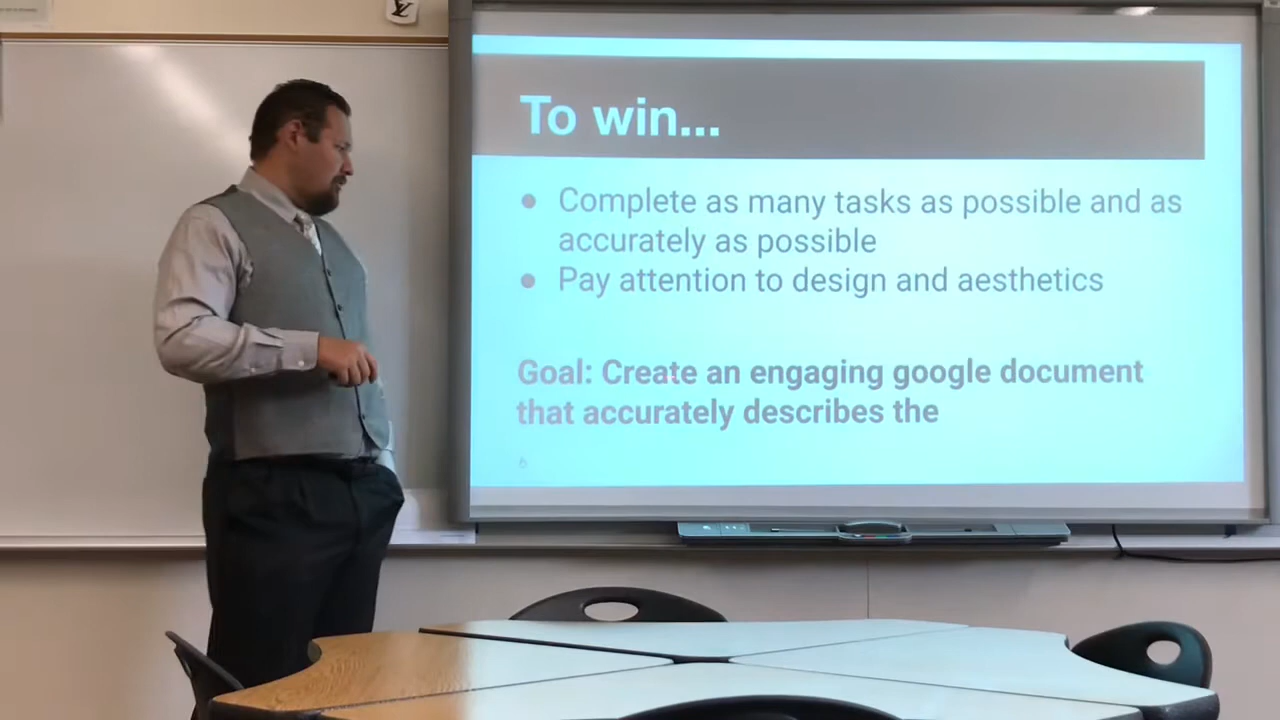 To win...
● Complete as many tasks as possible and as
accurately as possible
● Pay attention to design and aesthetics
Goal: Create an engaging google document
that accurately describes the
6